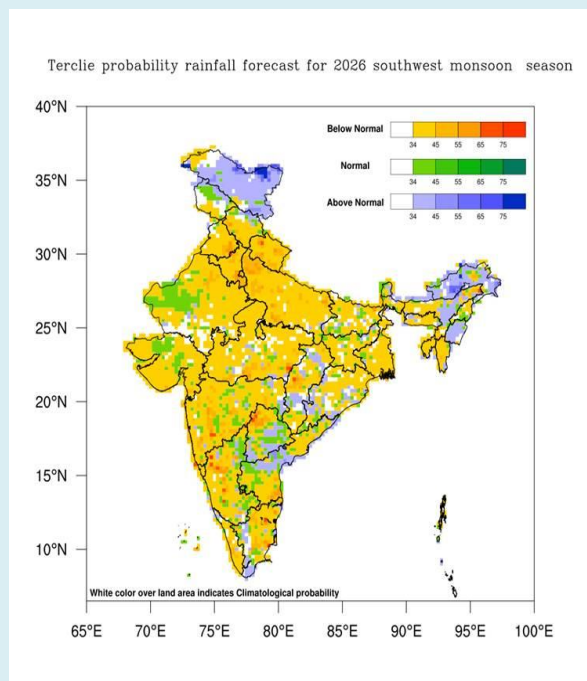 Terclie probability rainfall forecast for 2026 southwest monsoon season
40°N
35°N
30°N
25°N
20°N
15°N
10°N
Below Normal
34 45 55 65 75
Normal
34 45 55 65 75
Above Normal
34 45 55 65 75
White color over land area indicates Climatological probability
65°E 70°E 75°E 80°E 85°E 90°E 95°E 100°E